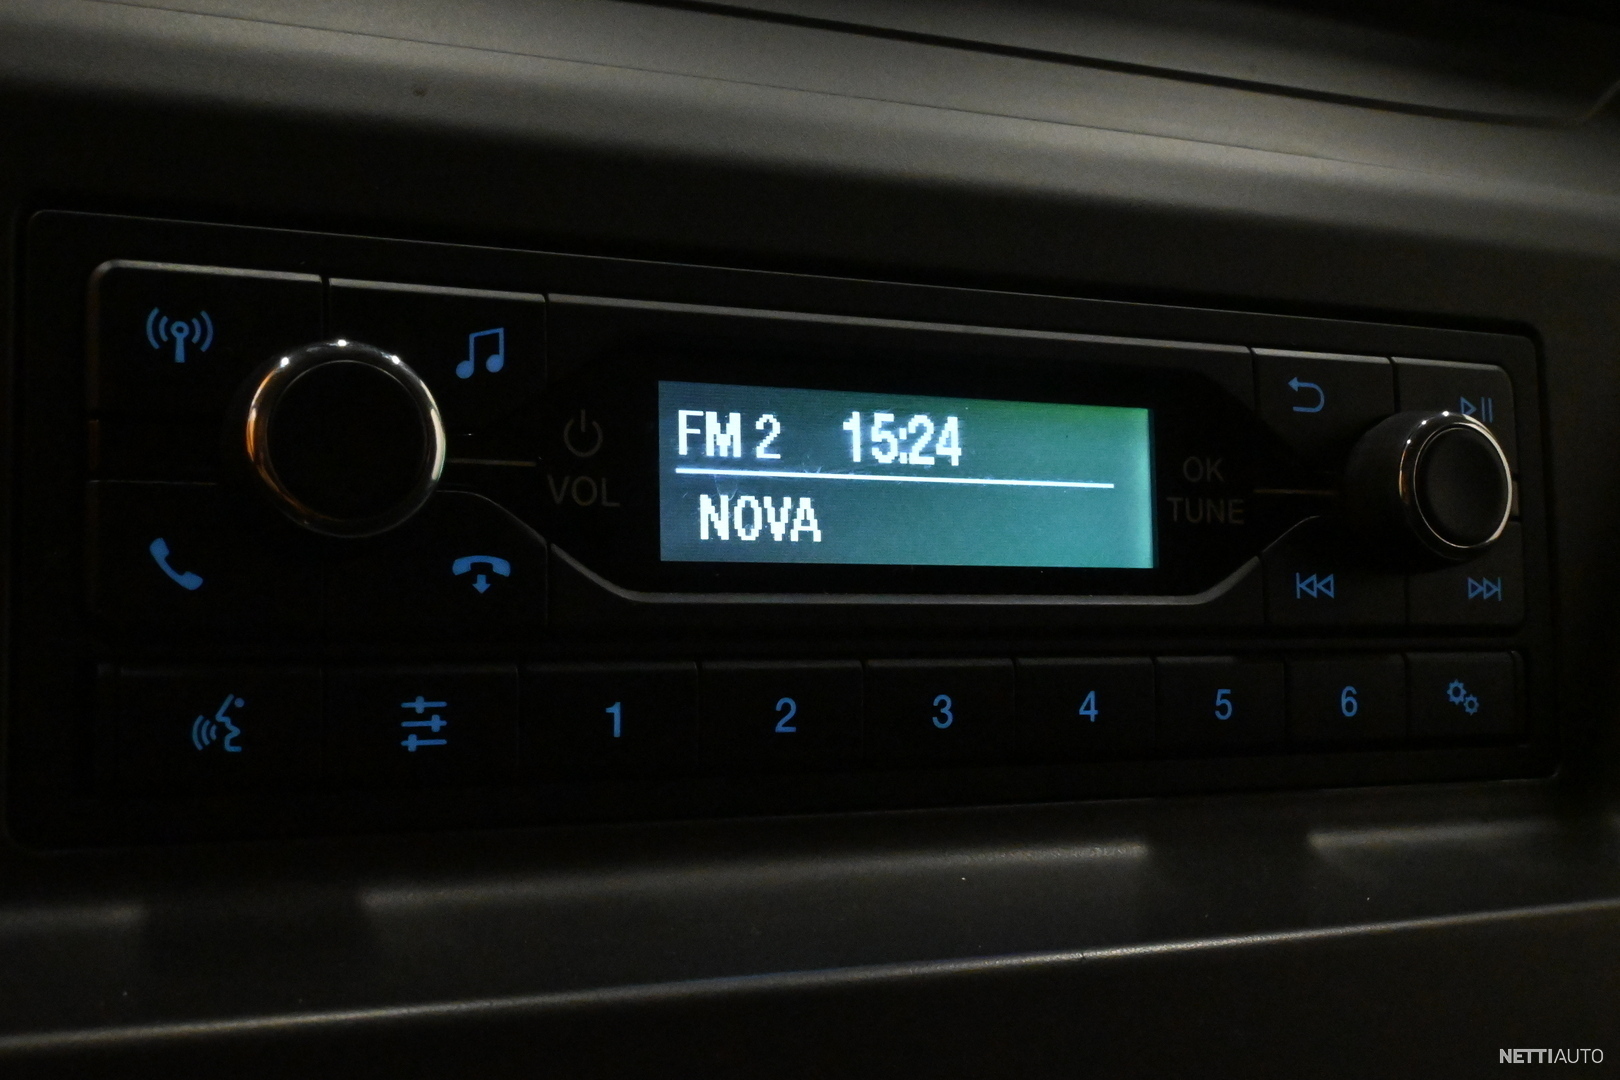 FM 2 15:24
NOVA
VOL
OK
TUNE
1 2 3 4 5 6
NETTIAUTO